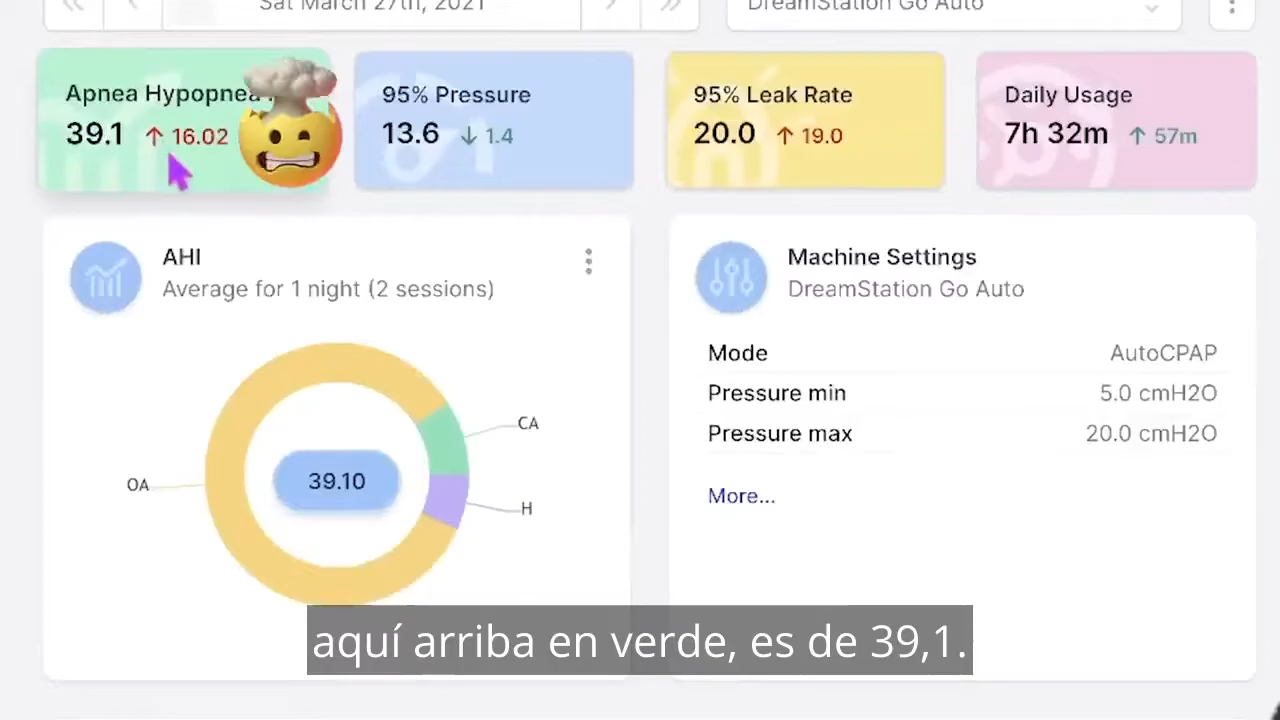 Sat March 27th, 2021
DreamStation Go Auto
Apnea Hypopnea
39.1 ↑ 16.02
95% Pressure
13.6 ↓ 1.4
95% Leak Rate
20.0 ↑ 19.0
Daily Usage
7h 32m ↑ 57m
AHI
Average for 1 night (2 sessions)
CA
OA
39.10
H
Machine Settings
DreamStation Go Auto
Mode AutoCPAP
Pressure min 5.0 cmH2O
Pressure max 20.0 cmH2O
More...
aquí arriba en verde, es de 39,1.